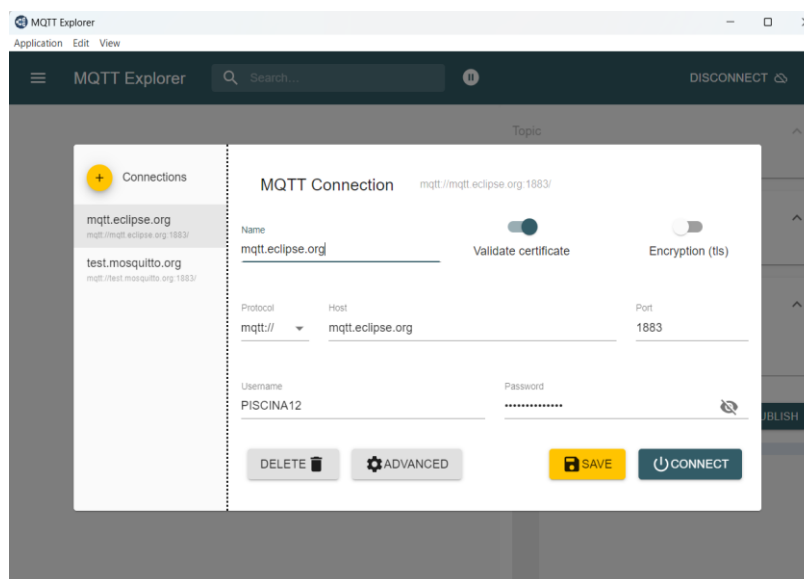 MQTT Explorer
Application Edit View
MQTT Explorer Search... DISCONNECT
Topic
+ Connections
MQTT Connection mqtt://mqtt.eclipse.org:1883/
mqtt.eclipse.org
mqtt://mqtt.eclipse.org:1883/
Name
mqtt.eclipse.org
Validate certificate Encryption (tls)
test.mosquitto.org
mqtt://test.mosquitto.org:1883/
Protocol Host Port
mqtt:// mqtt.eclipse.org 1883
Username Password
PISCINA12 ••••••••••••••
UBLISH
DELETE ADVANCED SAVE CONNECT